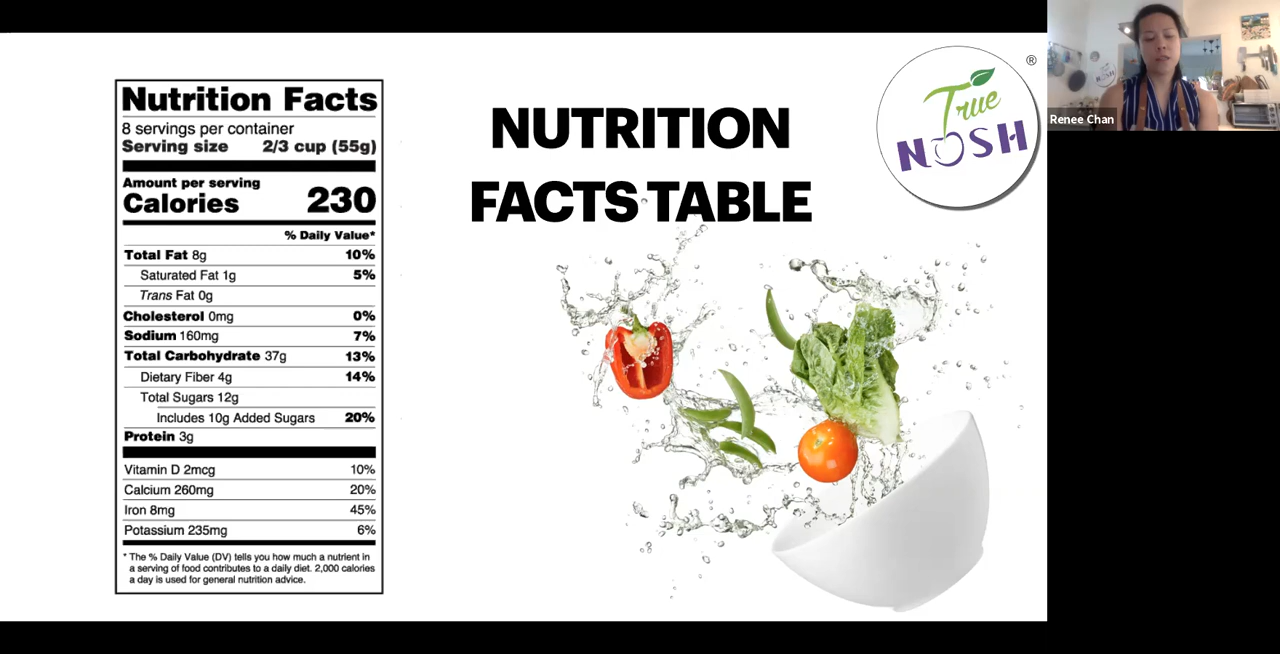 Nutrition Facts
8 servings per container
Serving size 2/3 cup (55g)
Amount per serving
Calories 230
% Daily Value*
Total Fat 8g 10%
Saturated Fat 1g 5%
Trans Fat 0g
Cholesterol 0mg 0%
Sodium 160mg 7%
Total Carbohydrate 37g 13%
Dietary Fiber 4g 14%
Total Sugars 12g
Includes 10g Added Sugars 20%
Protein 3g
Vitamin D 2mcg 10%
Calcium 260mg 20%
Iron 8mg 45%
Potassium 235mg 6%
* The % Daily Value (DV) tells you how much a nutrient in
a serving of food contributes to a daily diet. 2,000 calories
a day is used for general nutrition advice.
NUTRITION
FACTS TABLE
True
NOSH
®
Renee Chan